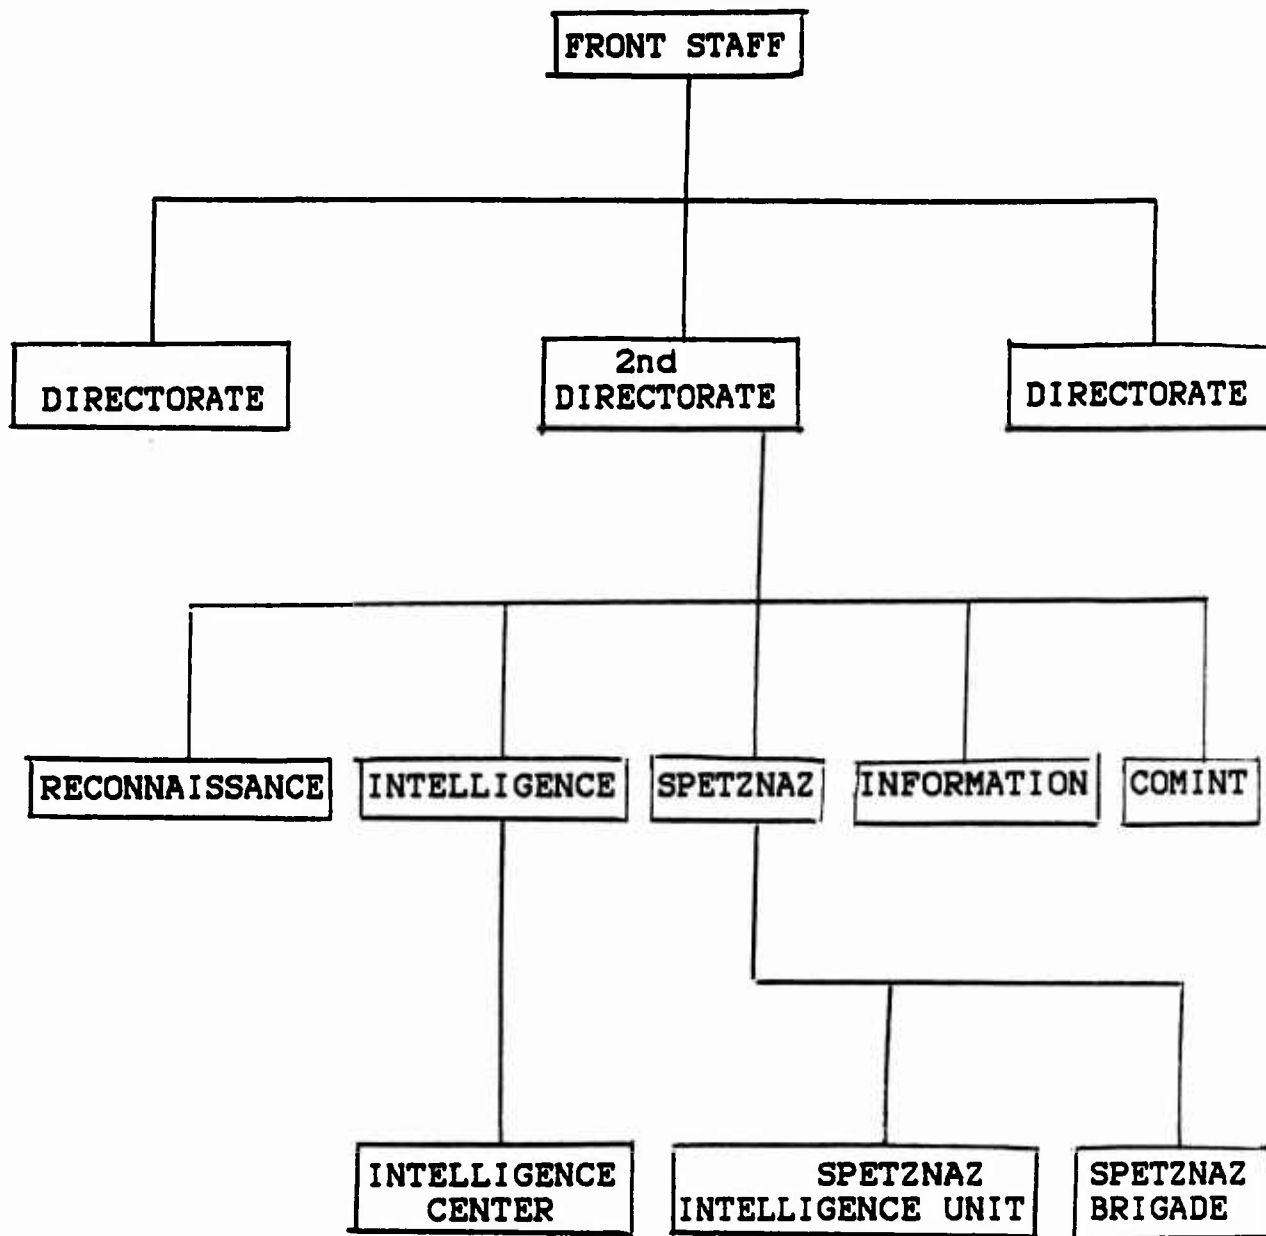 FRONT STAFF
DIRECTORATE
2nd
DIRECTORATE
DIRECTORATE
RECONNAISSANCE
INTELLIGENCE
SPETZNAZ
INFORMATION
COMINT
INTELLIGENCE
CENTER
SPETZNAZ
INTELLIGENCE UNIT
SPETZNAZ
BRIGADE